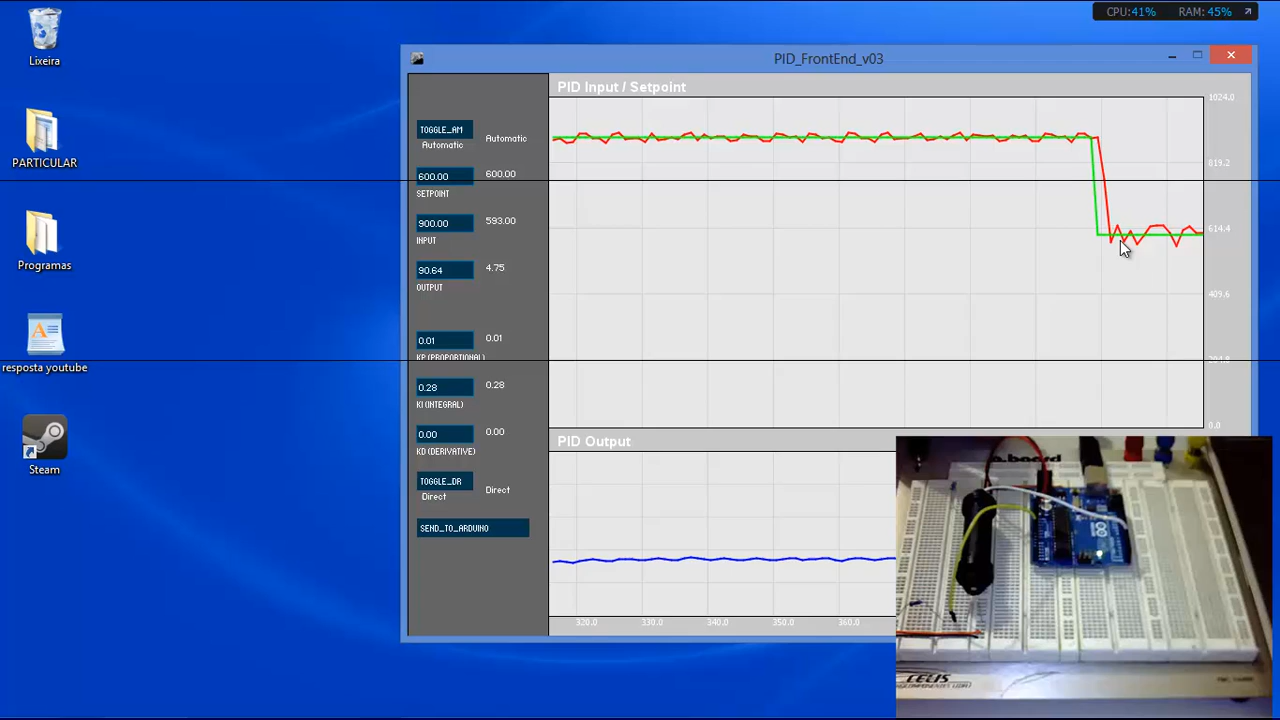 CPU:41% RAM: 45%
Lixeira
PARTICULAR
Programas
resposta youtube
Steam
PID_FrontEnd_v03
PID Input / Setpoint
1024.0
819.2
614.4
409.6
204.8
0.0
TOGGLE_AM
Automatic
Automatic
600.00
600.00
SETPOINT
900.00
593.00
INPUT
90.64
4.75
OUTPUT
0.01
0.01
KP (PROPORTIONAL)
0.28
0.28
KI (INTEGRAL)
0.00
0.00
KD (DERIVATIVE)
TOGGLE_DR
Direct
Direct
SEND_TO_ARDUINO
PID Output
320.0
330.0
340.0
350.0
360.0
board
CELIS